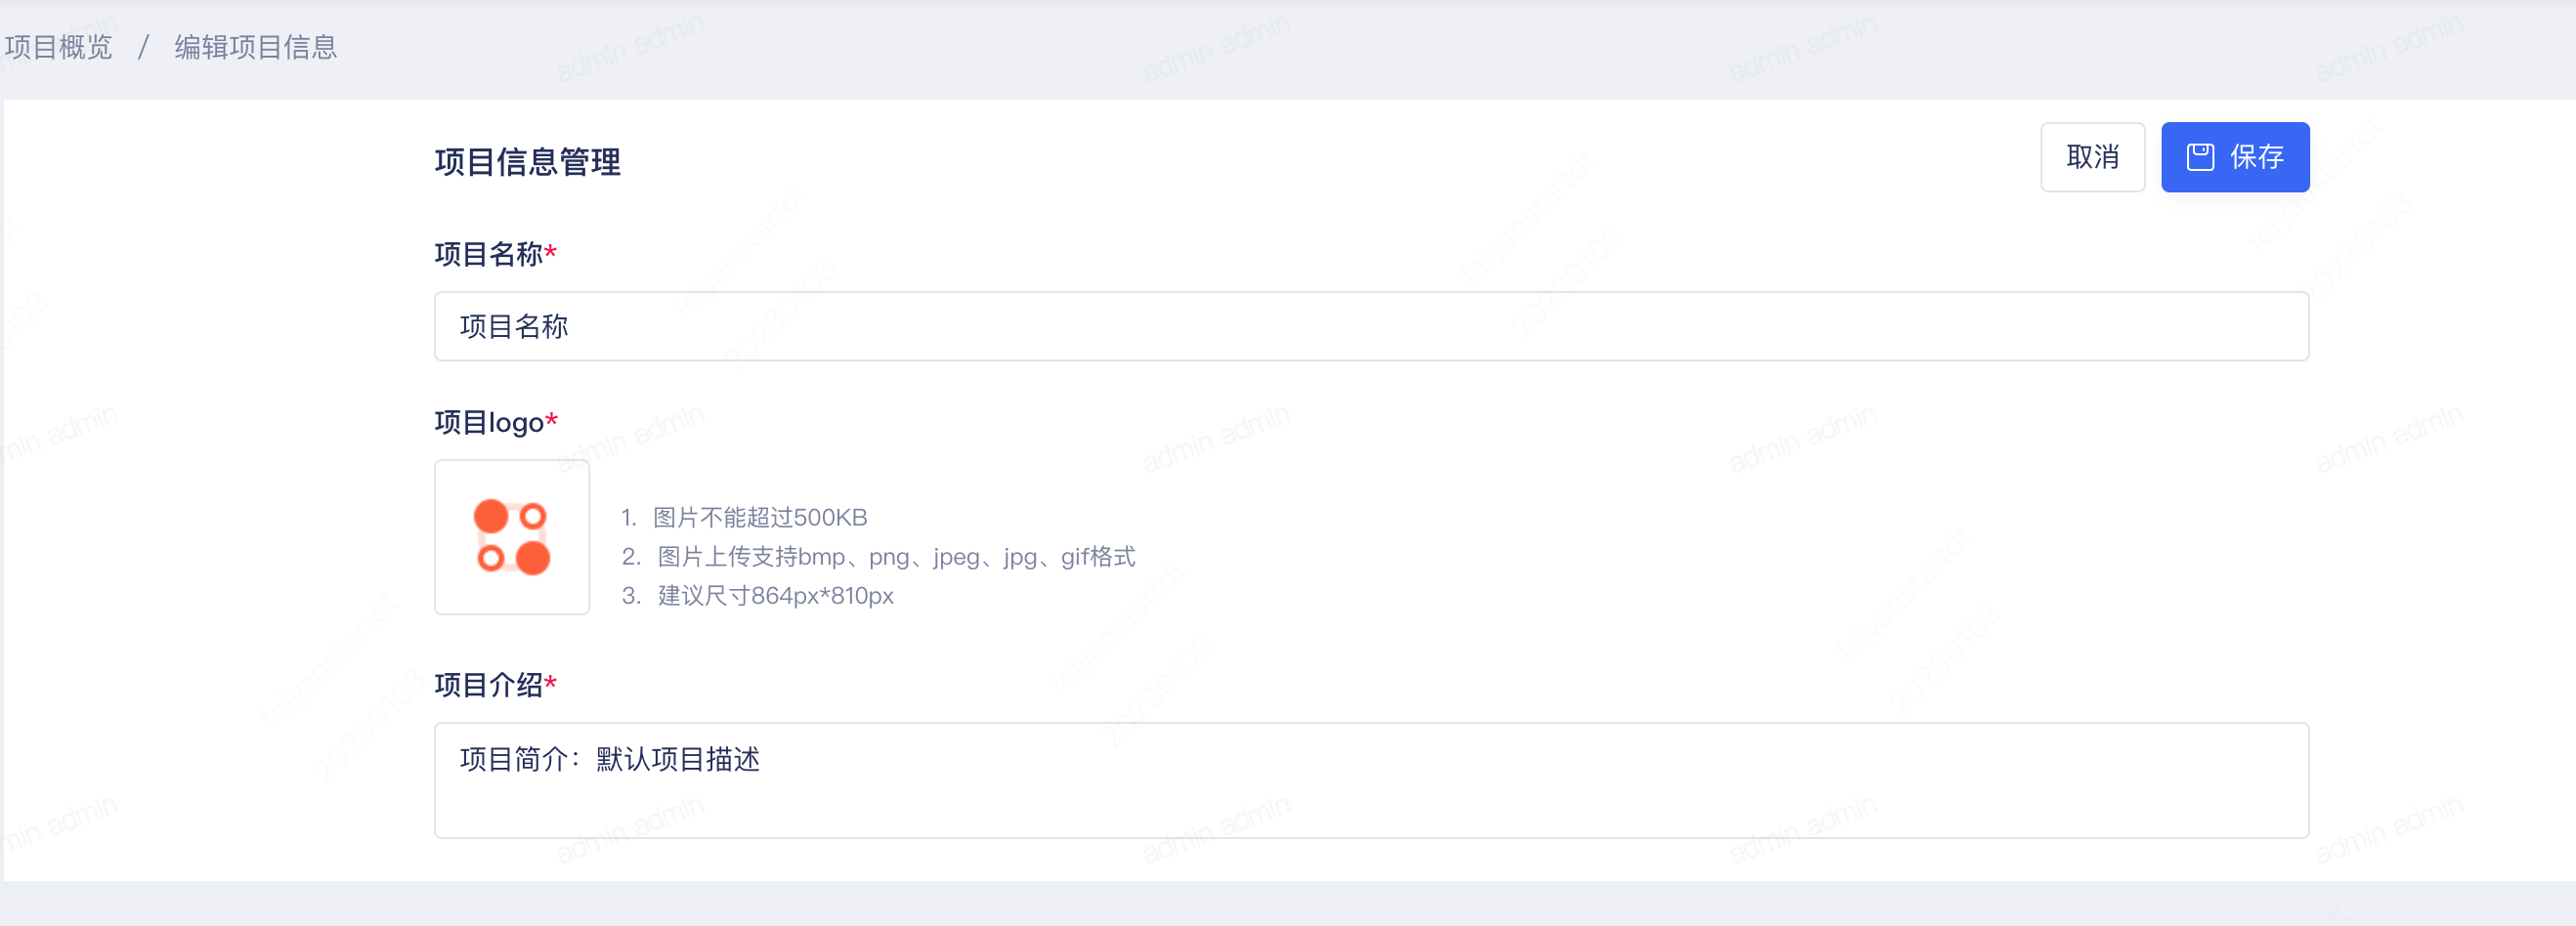 项目概览 / 编辑项目信息
项目信息管理
取消
保存
项目名称*
项目名称
项目logo*
1. 图片不能超过500KB
2. 图片上传支持bmp、png、jpeg、jpg、gif格式
3. 建议尺寸864px*810px
项目介绍*
项目简介：默认项目描述
admin admin
feiyanstartdt
20230103